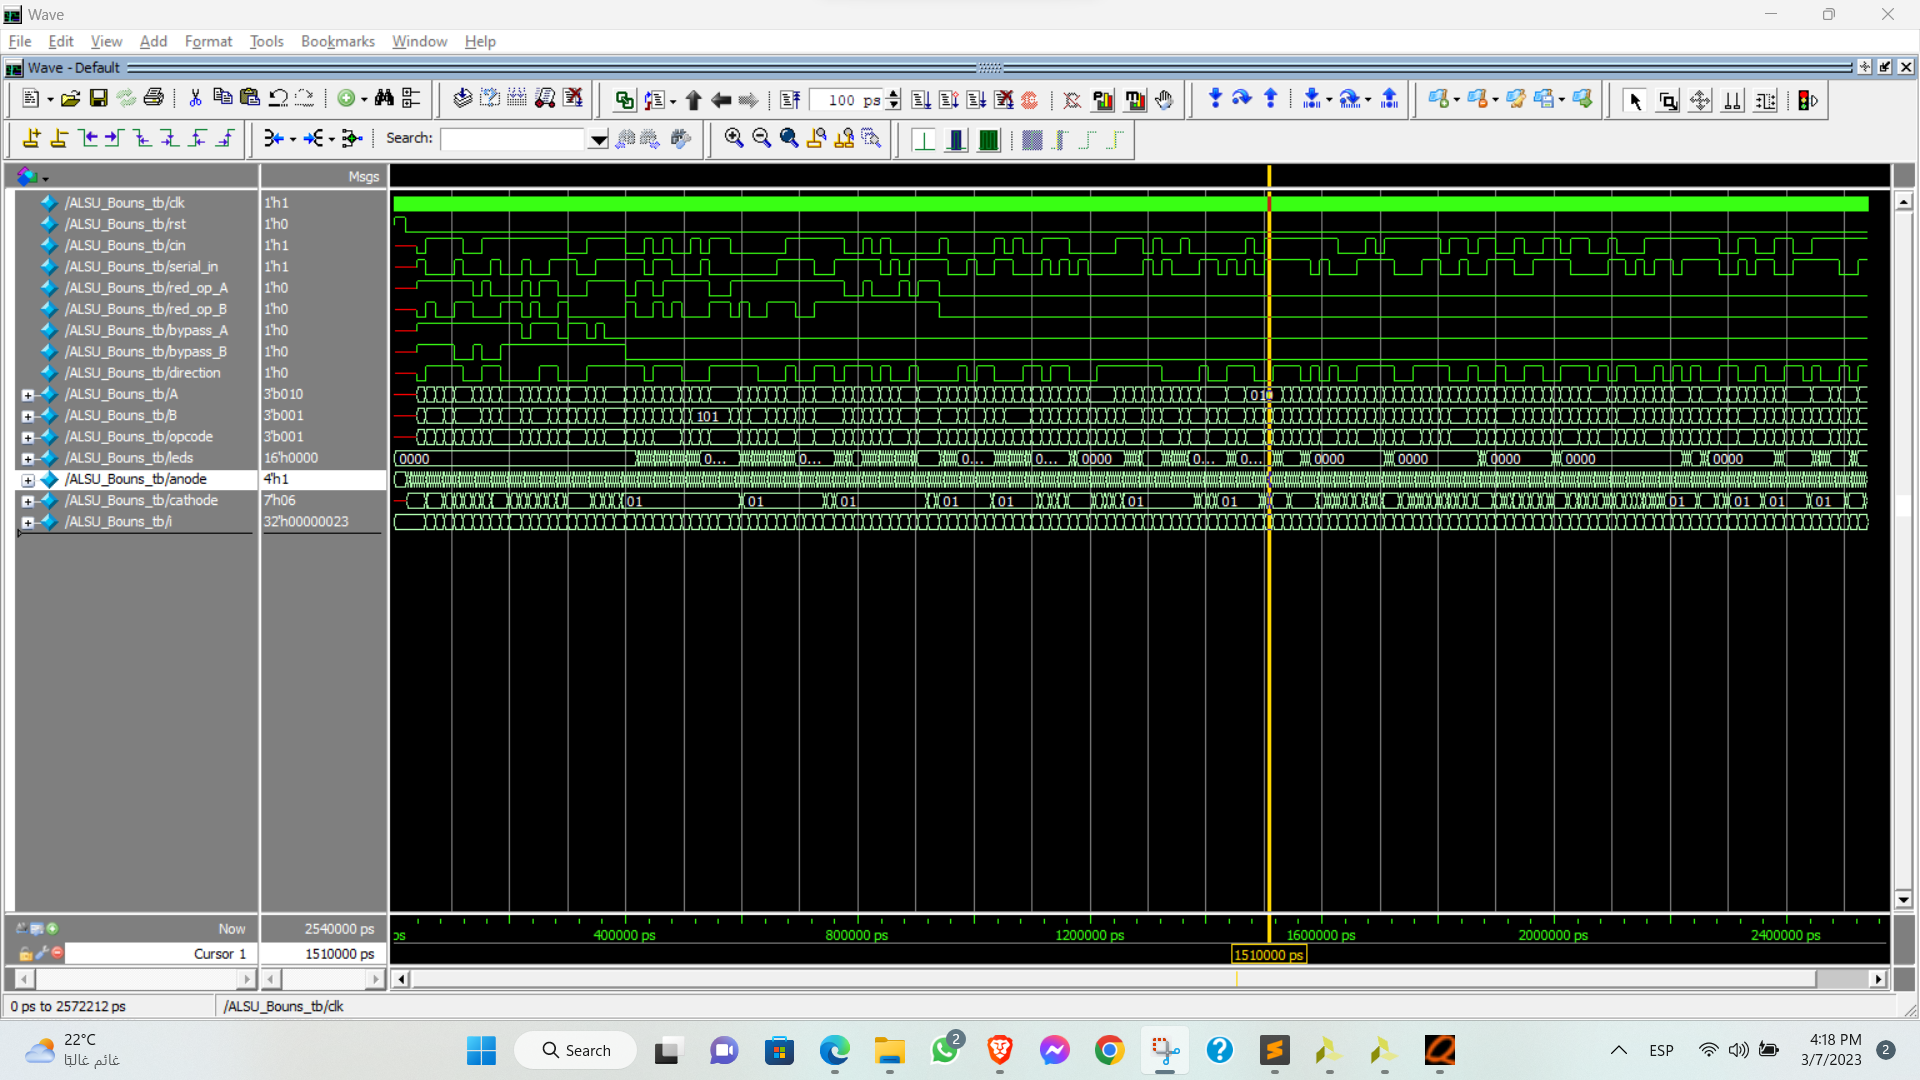 Wave
File Edit View Add Format Tools Bookmarks Window Help
Wave - Default
100 ps
Search:
Msgs
/ALSU_Bouns_tb/clk 1'h1
/ALSU_Bouns_tb/rst 1'h0
/ALSU_Bouns_tb/cin 1'h1
/ALSU_Bouns_tb/serial_in 1'h1
/ALSU_Bouns_tb/red_op_A 1'h0
/ALSU_Bouns_tb/red_op_B 1'h0
/ALSU_Bouns_tb/bypass_A 1'h0
/ALSU_Bouns_tb/bypass_B 1'h0
/ALSU_Bouns_tb/direction 1'h0
/ALSU_Bouns_tb/A 3'b010 01
/ALSU_Bouns_tb/B 3'b001 101
/ALSU_Bouns_tb/opcode 3'b001
/ALSU_Bouns_tb/leds 16'h0000 0000 0... 0... 0... 0... 0000 0... 0... 0000 0000 0000 0000 0000
/ALSU_Bouns_tb/anode 4'h1
/ALSU_Bouns_tb/cathode 7'h06 01 01 01 01 01 01 01 01 01 01 01
/ALSU_Bouns_tb/i 32'h00000023
Now 2540000 ps
ps 400000 ps 800000 ps 1200000 ps 1600000 ps 2000000 ps 2400000 ps
Cursor 1 1510000 ps
1510000 ps
0 ps to 2572212 ps /ALSU_Bouns_tb/clk
22°C
غائم غالبًا
Search
2
ESP
4:18 PM
3/7/2023
2